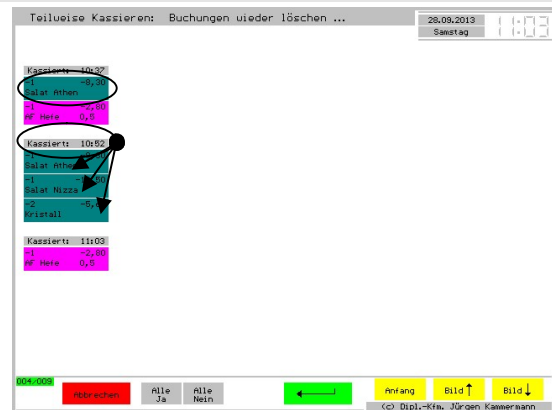 Teilweise Kassieren:  Buchungen wieder löschen ...
28.09.2013
Samstag
11:03
Kassiert: 10:37
-1 -8,30
Salat Athen
-1 -2,80
AF Hefe 0,5
Kassiert: 10:52
-1
Salat Athen
-1
Salat Nizza
-2 -5,
Kristall
Kassiert: 11:03
-1 -2,80
AF Hefe 0,5
004/009
Abbrechen
Alle Ja
Alle Nein
Anfang
Bild↑
Bild↓
(c) Dipl.-Kfm. Jürgen Kammermann